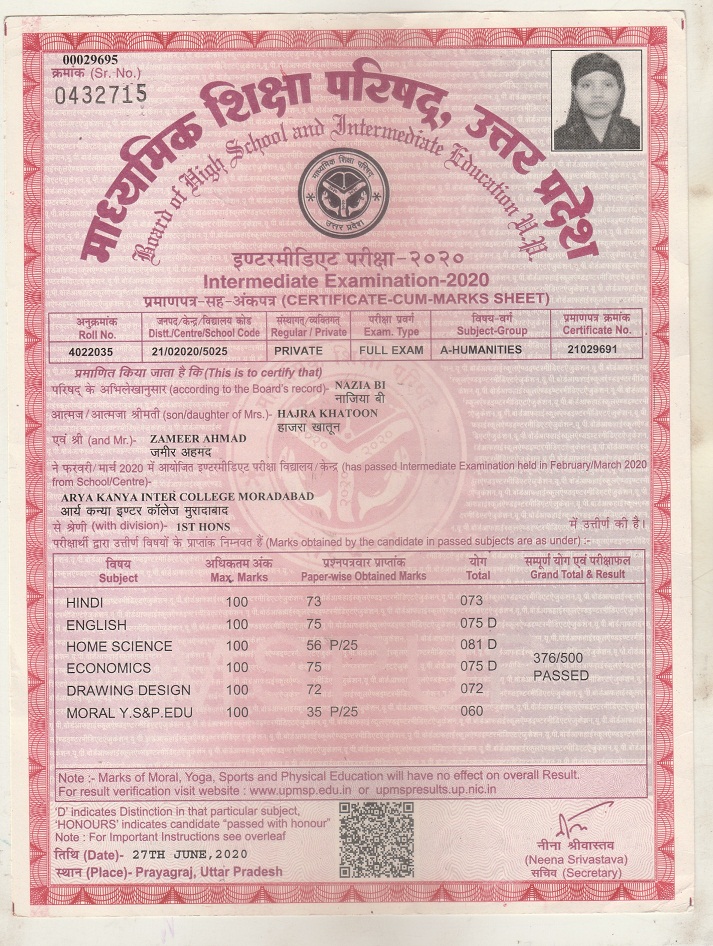 00029695
क्रमांक (Sr. No.)
0432715
माध्यमिक शिक्षा परिषद्, उत्तर प्रदेश
Board of High School and Intermediate Education U.P.
माध्यमिक शिक्षा परिषद
उत्तर प्रदेश
इण्टरमीडिएट परीक्षा-२०२०
Intermediate Examination-2020
प्रमाणपत्र-सह-अंकपत्र (CERTIFICATE-CUM-MARKS SHEET)
अनुक्रमांक जनपद/केन्द्र/विद्यालय कोड संस्थागत/व्यक्तिगत परीक्षा प्रवर्ग विषय-वर्ग प्रमाणपत्र क्रमांक
Roll No. Distt./Centre/School Code Regular / Private Exam. Type Subject-Group Certificate No.
4022035 21/02020/5025 PRIVATE FULL EXAM A-HUMANITIES 21029691
प्रमाणित किया जाता है कि (This is to certify that)
परिषद् के अभिलेखानुसार (according to the Board's record)- NAZIA BI
नाजिया बी
आत्मज/आत्मजा श्रीमती (son/daughter of Mrs.)- HAJRA KHATOON
हाजरा खातून
एवं श्री (and Mr.)- ZAMEER AHMAD
जमीर अहमद
ने फरवरी/मार्च 2020 में आयोजित इण्टरमीडिएट परीक्षा विद्यालय/केन्द्र (has passed Intermediate Examination held in February/March 2020
from School/Centre)-
ARYA KANYA INTER COLLEGE MORADABAD
आर्य कन्या इण्टर कॉलेज मुरादाबाद
से श्रेणी (with division)- 1ST HONS में उत्तीर्ण की है।
परीक्षार्थी द्वारा उत्तीर्ण विषयों के प्राप्तांक निम्नवत हैं (Marks obtained by the candidate in passed subjects are as under) :-
विषय अधिकतम अंक प्रश्नपत्रवार प्राप्तांक योग सम्पूर्ण योग एवं परीक्षाफल
Subject Max. Marks Paper-wise Obtained Marks Total Grand Total & Result
HINDI 100 73 073
ENGLISH 100 75 075 D
HOME SCIENCE 100 56 P/25 081 D
376/500
ECONOMICS 100 75 075 D
PASSED
DRAWING DESIGN 100 72 072
MORAL Y.S&P.EDU 100 35 P/25 060
Note :- Marks of Moral, Yoga, Sports and Physical Education will have no effect on overall Result.
For result verification visit website : www.upmsp.edu.in or upmspresults.up.nic.in
'D' indicates Distinction in that particular subject,
'HONOURS' indicates candidate "passed with honour"
Note : For Important Instructions see overleaf
तिथि (Date)- 27TH JUNE,2020
स्थान (Place)- Prayagraj, Uttar Pradesh
नीना श्रीवास्तव
(Neena Srivastava)
सचिव (Secretary)